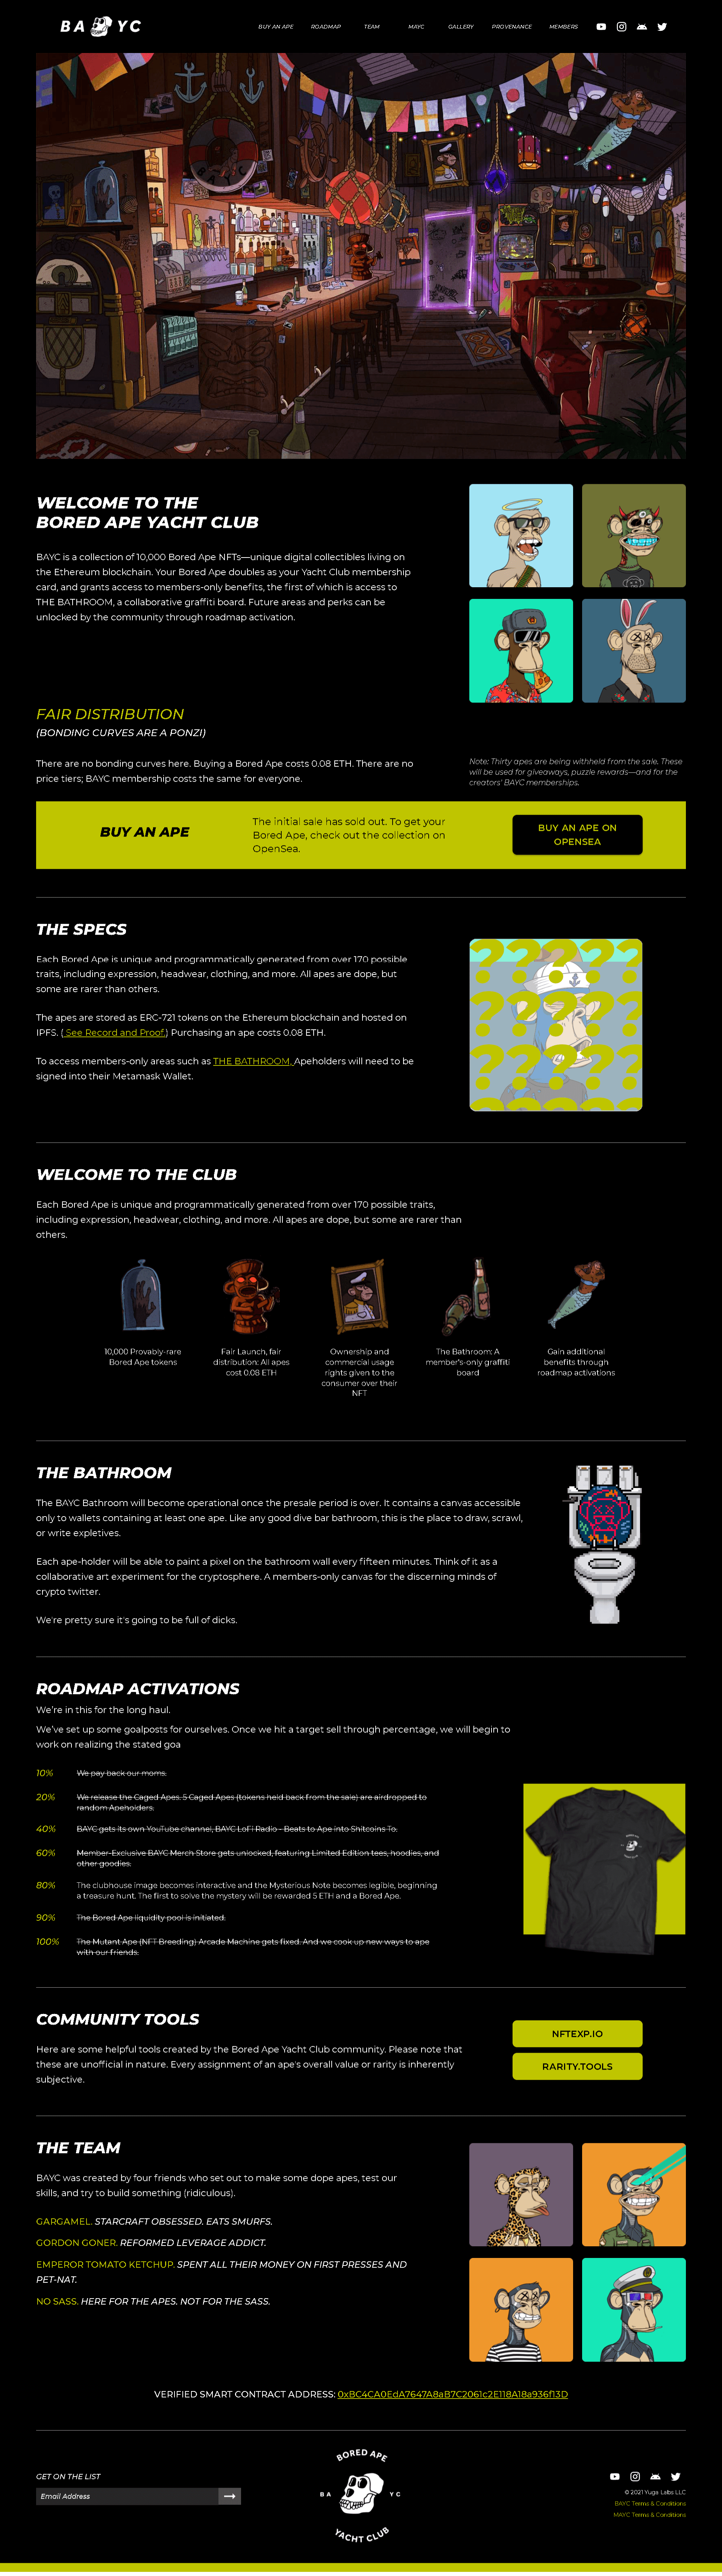 BA YC
BUY AN APE ROADMAP TEAM MAYC GALLERY PROVENANCE MEMBERS
WELCOME TO THE
BORED APE YACHT CLUB
BAYC is a collection of 10,000 Bored Ape NFTs—unique digital collectibles living on
the Ethereum blockchain. Your Bored Ape doubles as your Yacht Club membership
card, and grants access to members-only benefits, the first of which is access to
THE BATHROOM, a collaborative graffiti board. Future areas and perks can be
unlocked by the community through roadmap activation.
FAIR DISTRIBUTION
(BONDING CURVES ARE A PONZI)
There are no bonding curves here. Buying a Bored Ape costs 0.08 ETH. There are no
price tiers; BAYC membership costs the same for everyone.
Note: Thirty apes are being withheld from the sale. These
will be used for giveaways, puzzle rewards—and for the
creators' BAYC memberships.
BUY AN APE
The initial sale has sold out. To get your
Bored Ape, check out the collection on
OpenSea.
BUY AN APE ON
OPENSEA
THE SPECS
Each Bored Ape is unique and programmatically generated from over 170 possible
traits, including expression, headwear, clothing, and more. All apes are dope, but
some are rarer than others.
The apes are stored as ERC-721 tokens on the Ethereum blockchain and hosted on
IPFS. ( See Record and Proof.) Purchasing an ape costs 0.08 ETH.
To access members-only areas such as THE BATHROOM, Apeholders will need to be
signed into their Metamask Wallet.
? ? ? ? ?
? ? ? ? ?
? ? ? ? ?
? ? ? ? ?
WELCOME TO THE CLUB
Each Bored Ape is unique and programmatically generated from over 170 possible traits,
including expression, headwear, clothing, and more. All apes are dope, but some are rarer than
others.
10,000 Provably-rare
Bored Ape tokens
Fair Launch, fair
distribution: All apes
cost 0.08 ETH
Ownership and
commercial usage
rights given to the
consumer over their
NFT
The Bathroom: A
member's-only graffiti
board
Gain additional
benefits through
roadmap activations
THE BATHROOM
The BAYC Bathroom will become operational once the presale period is over. It contains a canvas accessible
only to wallets containing at least one ape. Like any good dive bar bathroom, this is the place to draw, scrawl,
or write expletives.
Each ape-holder will be able to paint a pixel on the bathroom wall every fifteen minutes. Think of it as a
collaborative art experiment for the cryptosphere. A members-only canvas for the discerning minds of
crypto twitter.
We're pretty sure it's going to be full of dicks.
ROADMAP ACTIVATIONS
We're in this for the long haul.
We've set up some goalposts for ourselves. Once we hit a target sell through percentage, we will begin to
work on realizing the stated goa
10% We pay back our moms.
20% We release the Caged Apes. 5 Caged Apes (tokens held back from the sale) are airdropped to
random Apeholders.
40% BAYC gets its own YouTube channel, BAYC LoFi Radio - Beats to Ape into Shitcoins To.
60% Member-Exclusive BAYC Merch Store gets unlocked, featuring Limited Edition tees, hoodies, and
other goodies.
80% The clubhouse image becomes interactive and the Mysterious Note becomes legible, beginning
a treasure hunt. The first to solve the mystery will be rewarded 5 ETH and a Bored Ape.
90% The Bored Ape liquidity pool is initiated.
100% The Mutant Ape (NFT Breeding) Arcade Machine gets fixed. And we cook up new ways to ape
with our friends.
COMMUNITY TOOLS
Here are some helpful tools created by the Bored Ape Yacht Club community. Please note that
these are unofficial in nature. Every assignment of an ape's overall value or rarity is inherently
subjective.
NFTEXP.IO
RARITY.TOOLS
THE TEAM
BAYC was created by four friends who set out to make some dope apes, test our
skills, and try to build something (ridiculous).
GARGAMEL. STARCRAFT OBSESSED. EATS SMURFS.
GORDON GONER. REFORMED LEVERAGE ADDICT.
EMPEROR TOMATO KETCHUP. SPENT ALL THEIR MONEY ON FIRST PRESSES AND
PET-NAT.
NO SASS. HERE FOR THE APES. NOT FOR THE SASS.
VERIFIED SMART CONTRACT ADDRESS: 0xBC4CA0EdA7647A8aB7C2061c2E118A18a936f13D
GET ON THE LIST
Email Address
BORED APE
BA YC
YACHT CLUB
© 2021 Yuga Labs LLC
BAYC Terms & Conditions
MAYC Terms & Conditions